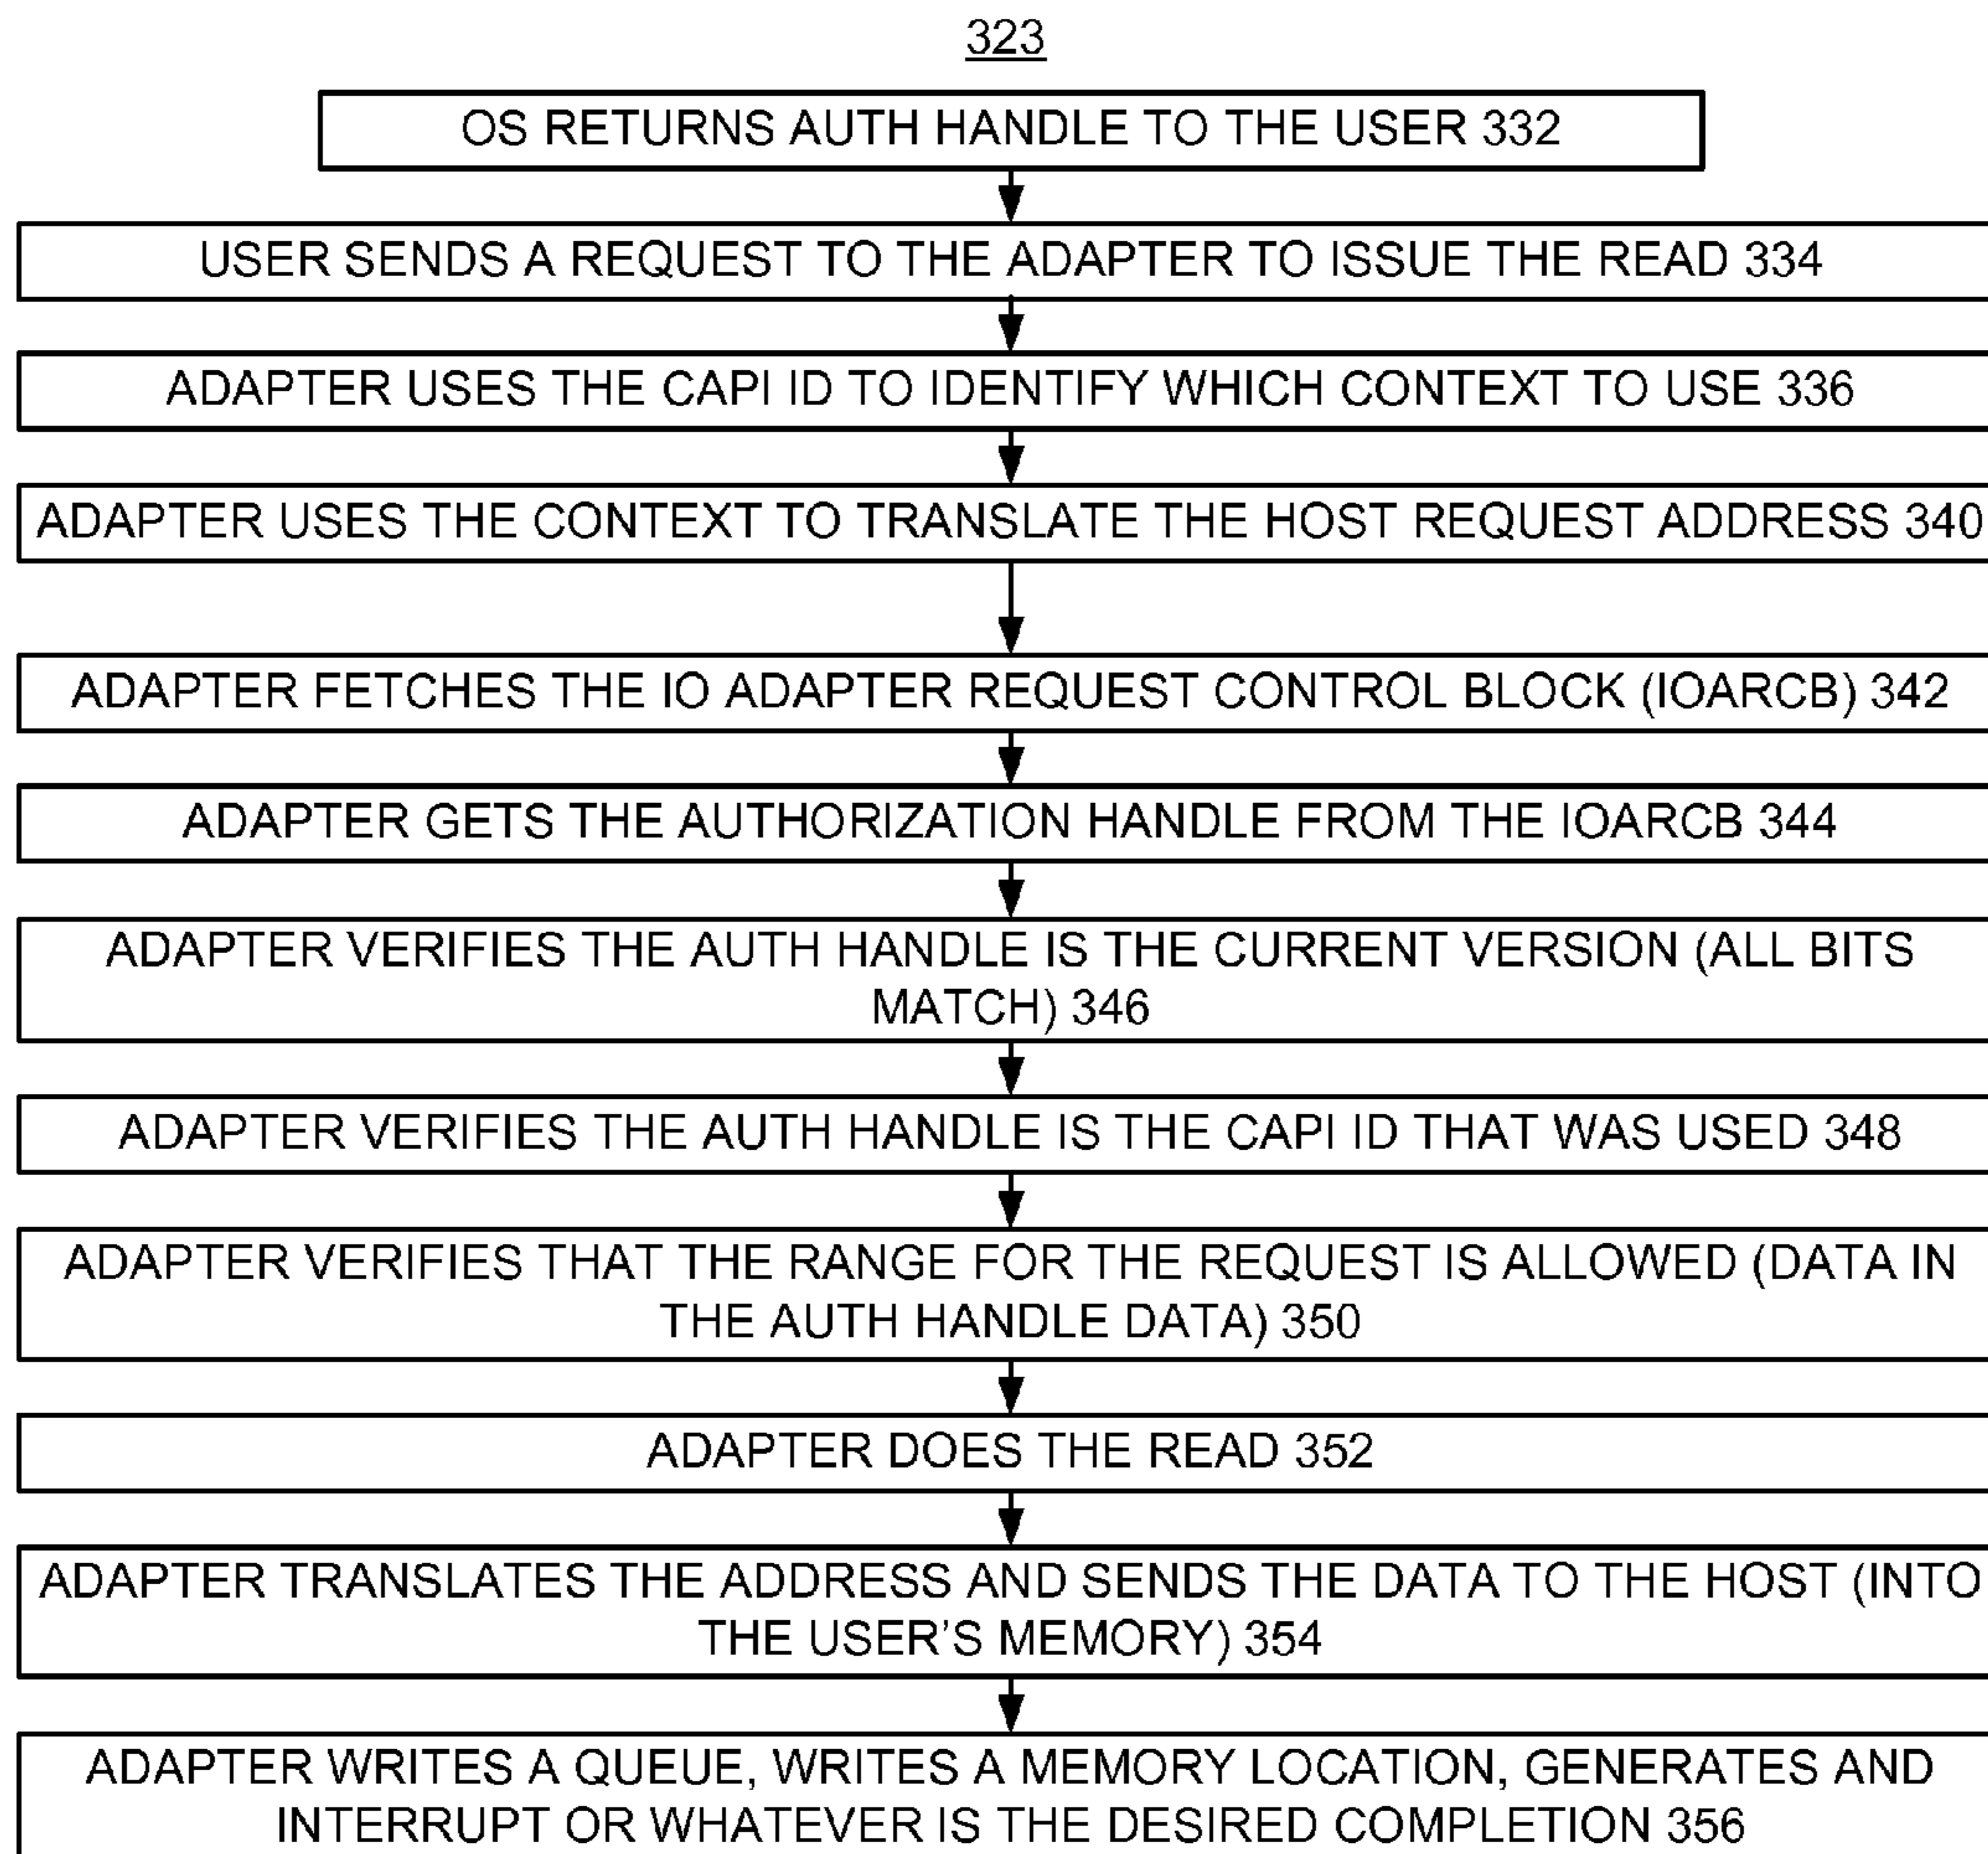 323
OS RETURNS AUTH HANDLE TO THE USER 332
USER SENDS A REQUEST TO THE ADAPTER TO ISSUE THE READ 334
ADAPTER USES THE CAPI ID TO IDENTIFY WHICH CONTEXT TO USE 336
ADAPTER USES THE CONTEXT TO TRANSLATE THE HOST REQUEST ADDRESS 340
ADAPTER FETCHES THE IO ADAPTER REQUEST CONTROL BLOCK (IOARCB) 342
ADAPTER GETS THE AUTHORIZATION HANDLE FROM THE IOARCB 344
ADAPTER VERIFIES THE AUTH HANDLE IS THE CURRENT VERSION (ALL BITS
MATCH) 346
ADAPTER VERIFIES THE AUTH HANDLE IS THE CAPI ID THAT WAS USED 348
ADAPTER VERIFIES THAT THE RANGE FOR THE REQUEST IS ALLOWED (DATA IN
THE AUTH HANDLE DATA) 350
ADAPTER DOES THE READ 352
ADAPTER TRANSLATES THE ADDRESS AND SENDS THE DATA TO THE HOST (INTO
THE USER'S MEMORY) 354
ADAPTER WRITES A QUEUE, WRITES A MEMORY LOCATION, GENERATES AND
INTERRUPT OR WHATEVER IS THE DESIRED COMPLETION 356